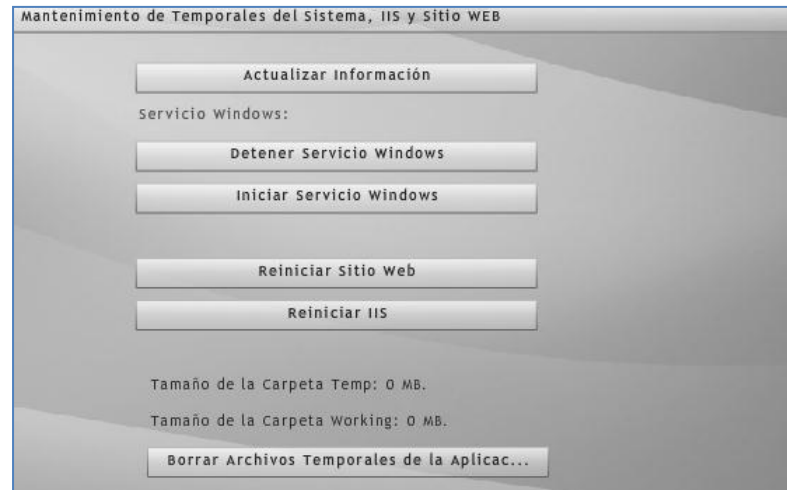 Mantenimiento de Temporales del Sistema, IIS y Sitio WEB
Actualizar Información
Servicio Windows:
Detener Servicio Windows
Iniciar Servicio Windows
Reiniciar Sitio Web
Reiniciar IIS
Tamaño de la Carpeta Temp: 0 MB.
Tamaño de la Carpeta Working: 0 MB.
Borrar Archivos Temporales de la Aplicac...